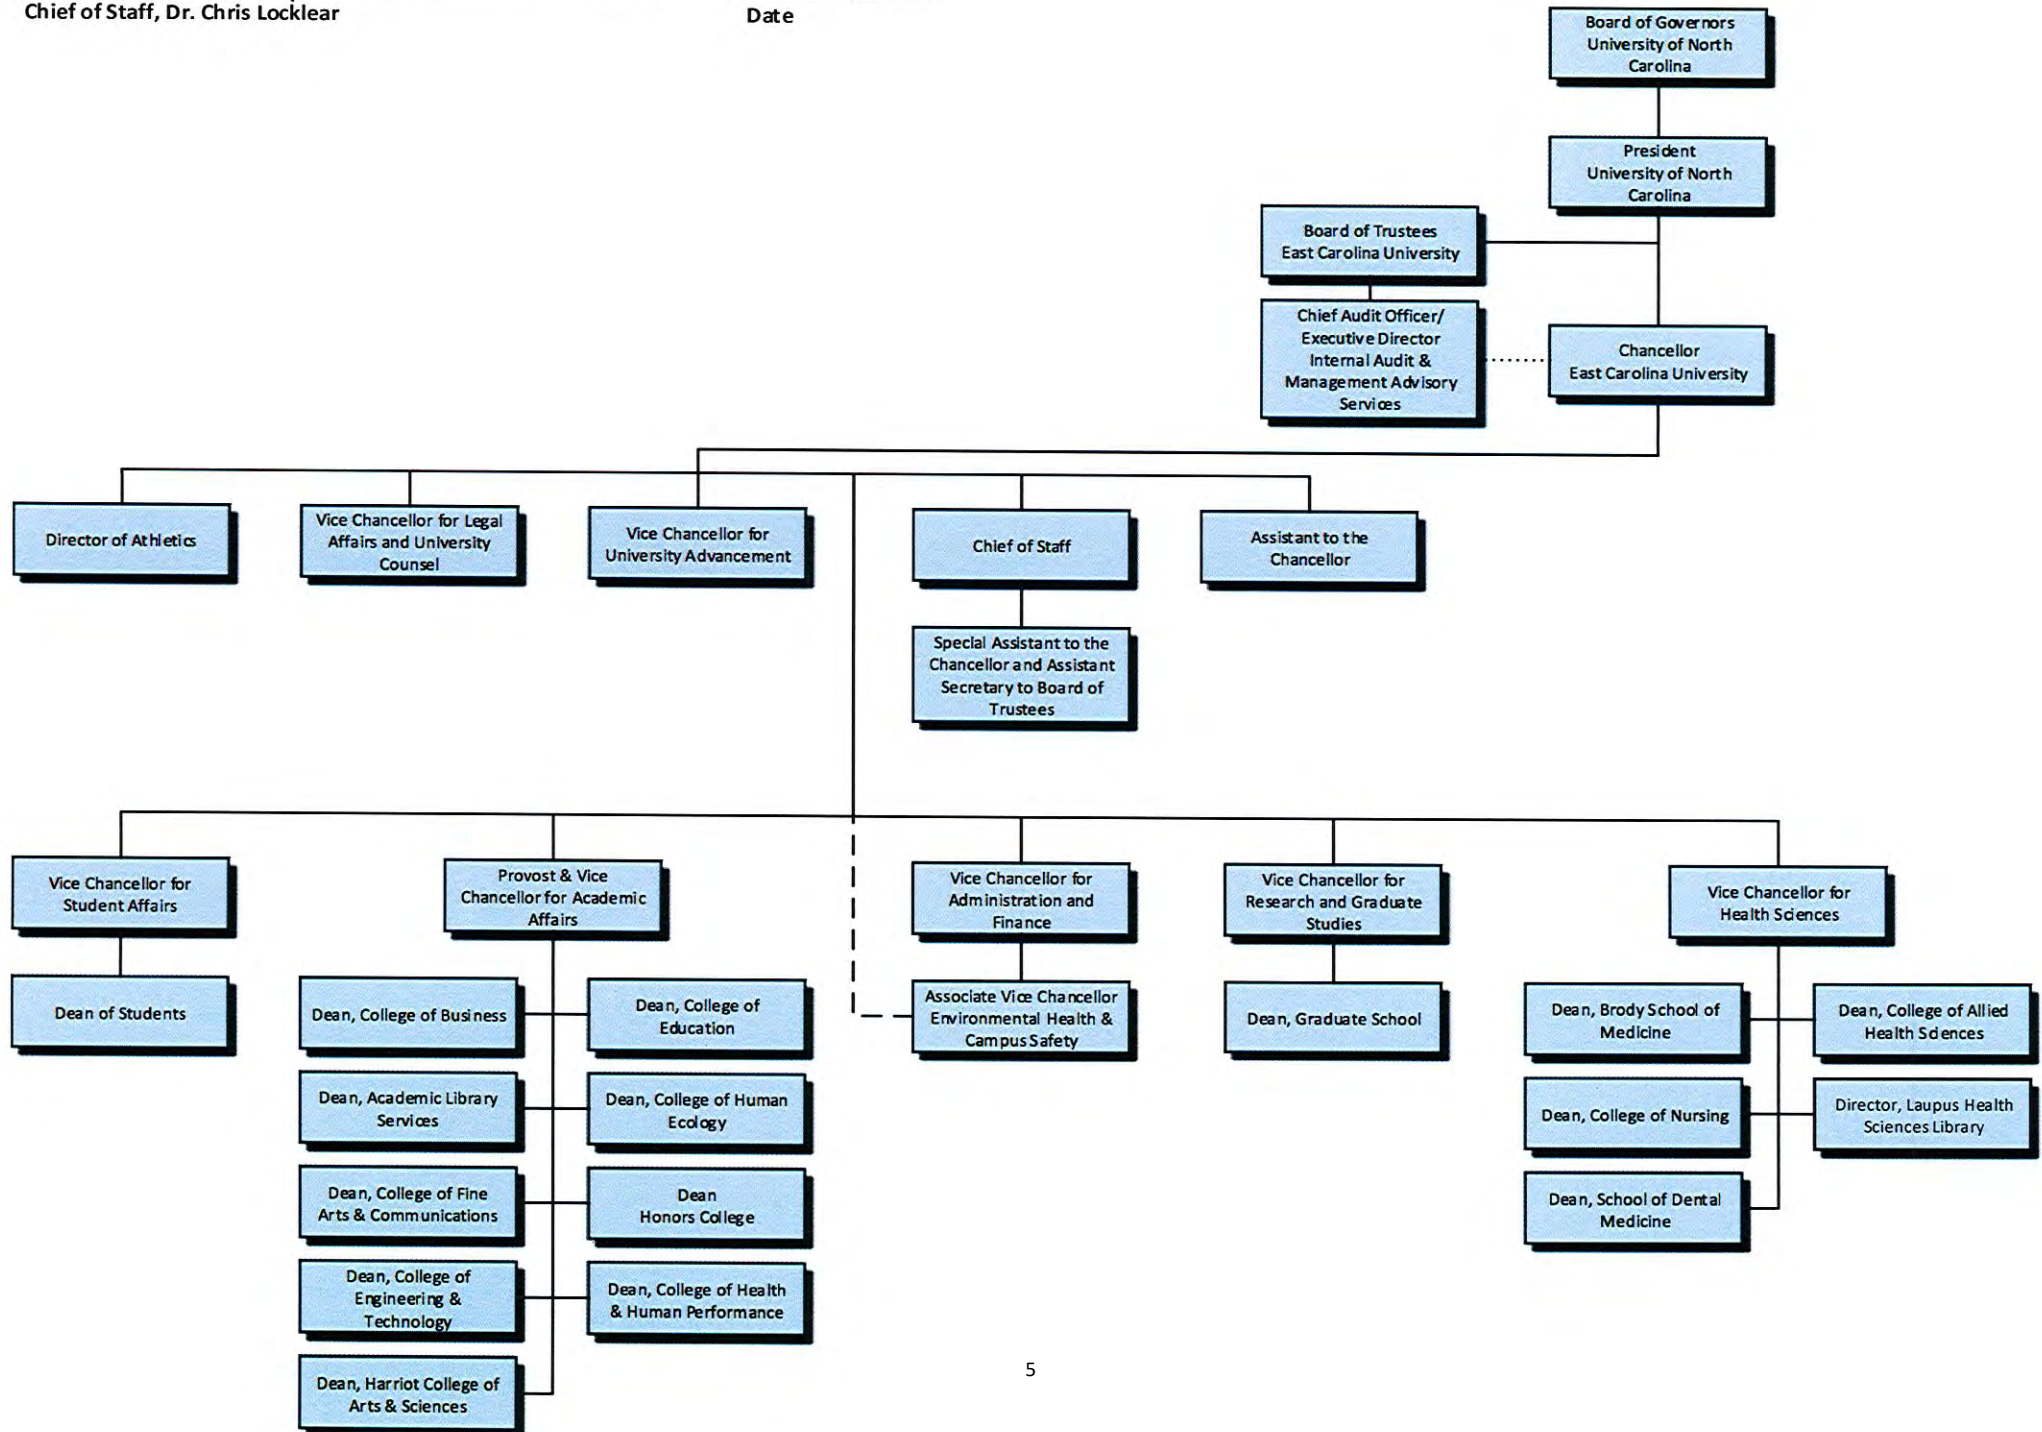 Chief of Staff, Dr. Chris Locklear
Date
Board of Governors
University of North
Carolina
President
University of North
Carolina
Board of Trustees
East Carolina University
Chief Audit Officer/
Executive Director
Internal Audit &
Management Advisory
Services
Chancellor
East Carolina University
Director of Athletics
Vice Chancellor for Legal
Affairs and University
Counsel
Vice Chancellor for
University Advancement
Chief of Staff
Assistant to the
Chancellor
Special Assistant to the
Chancellor and Assistant
Secretary to Board of
Trustees
Vice Chancellor for
Student Affairs
Provost & Vice
Chancellor for Academic
Affairs
Vice Chancellor for
Administration and
Finance
Vice Chancellor for
Research and Graduate
Studies
Vice Chancellor for
Health Sciences
Dean of Students
Dean, College of Business
Dean, College of
Education
Associate Vice Chancellor
Environmental Health &
Campus Safety
Dean, Graduate School
Dean, Brody School of
Medicine
Dean, College of Allied
Health Sciences
Dean, Academic Library
Services
Dean, College of Human
Ecology
Dean, College of Nursing
Director, Laupus Health
Sciences Library
Dean, College of Fine
Arts & Communications
Dean
Honors College
Dean, School of Dental
Medicine
Dean, College of
Engineering &
Technology
Dean, College of Health
& Human Performance
Dean, Harriot College of
Arts & Sciences
5